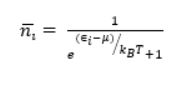 n̅ᵢ = 1 / (e^((ϵᵢ−μ)/k_BT) + 1)